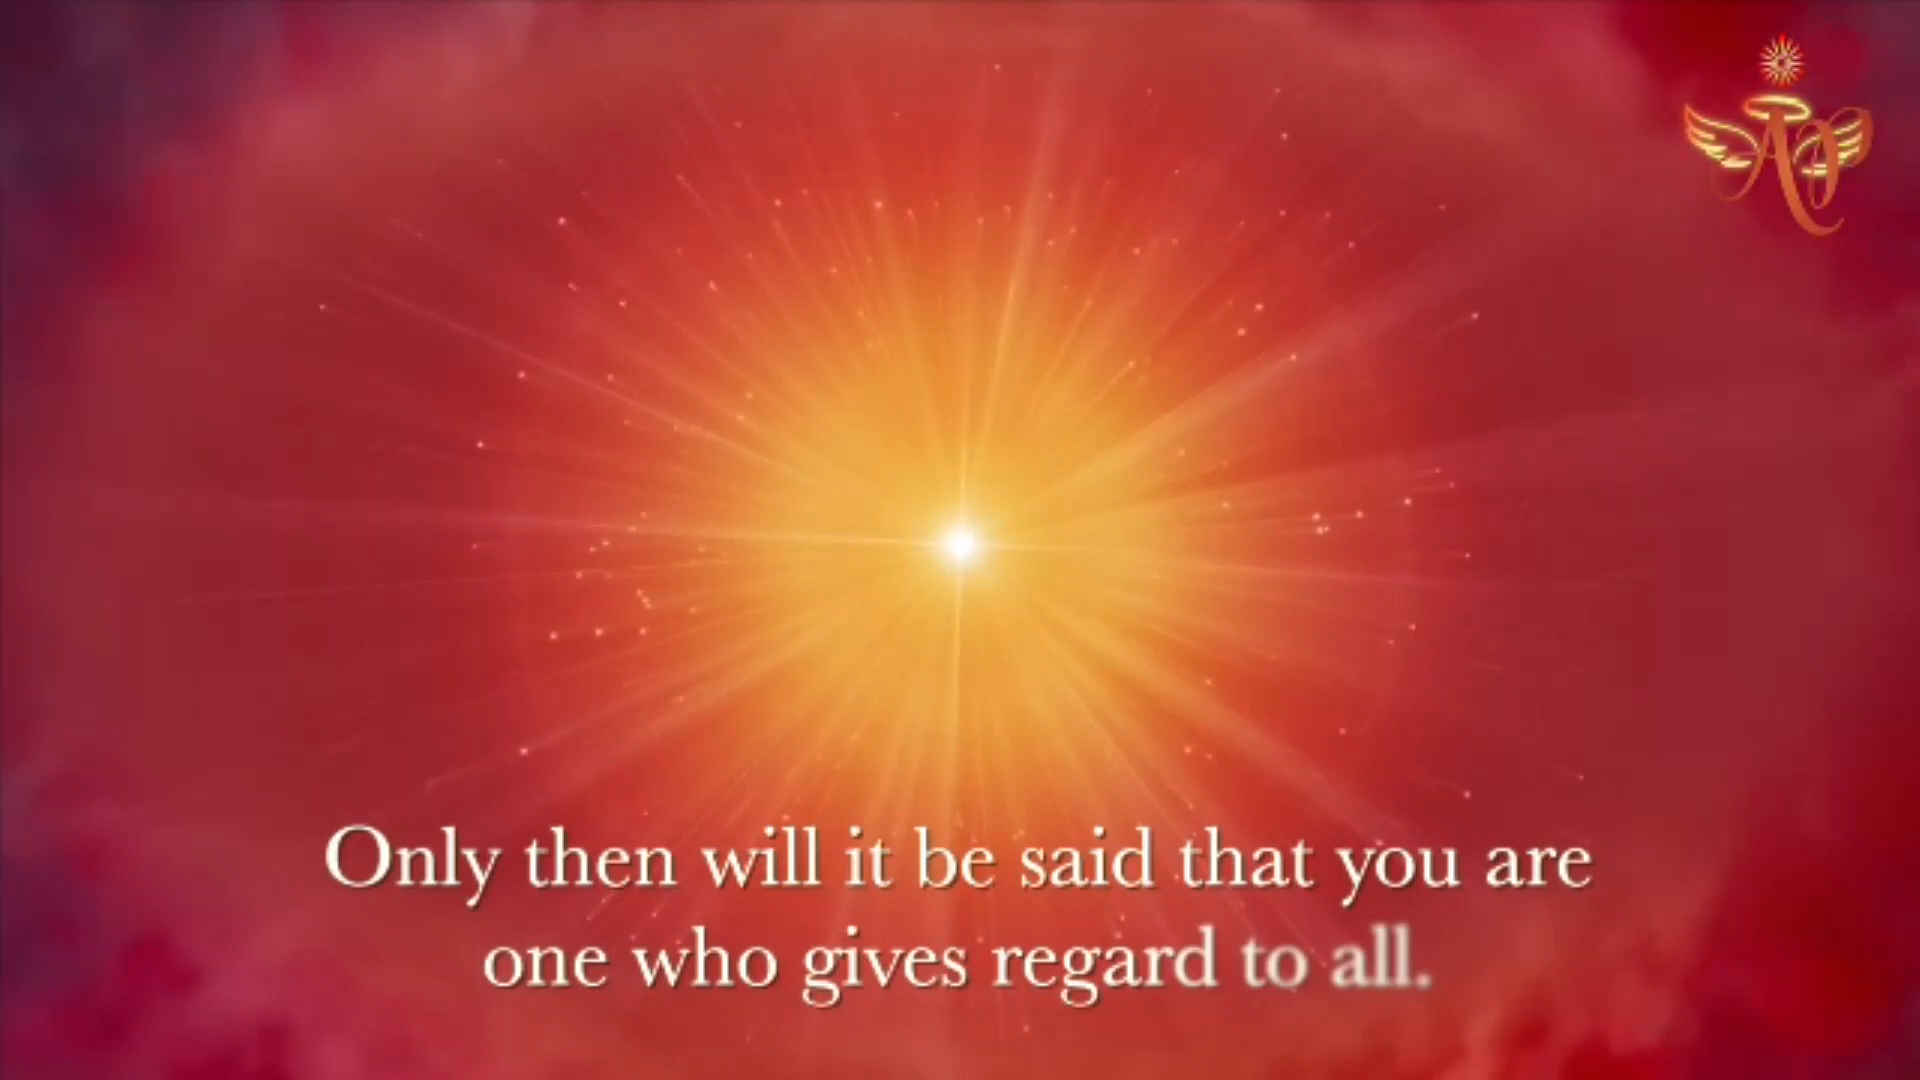 Only then will it be said that you are
one who gives regard to all.